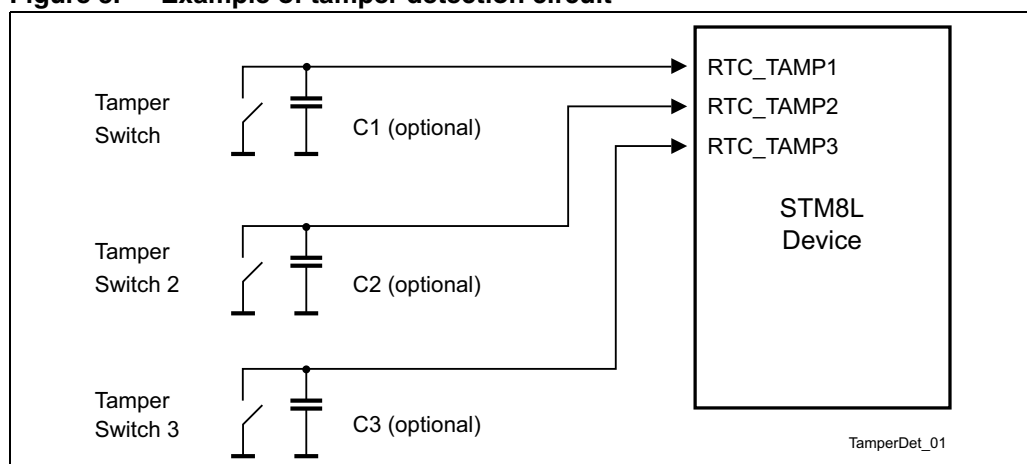 Figure Example of tamper detection circuit
RTC_TAMP1
RTC_TAMP2
RTC_TAMP3
STM8L
Device
Tamper
Switch
C1 (optional)
Tamper
Switch 2
C2 (optional)
Tamper
Switch 3
C3 (optional)
TamperDet_01